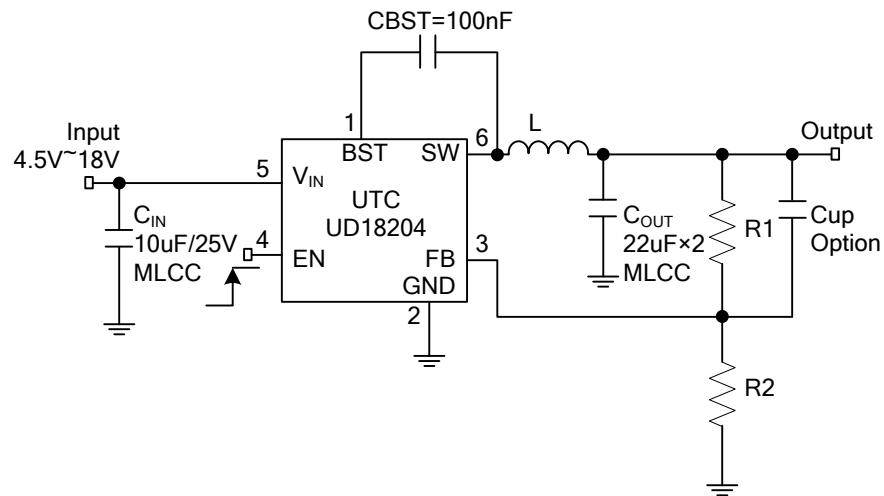 CBST=100nF
Input
4.5V~18V
1
BST
SW
6
L
Output
5
VIN
UTC
UD18204
CIN
10uF/25V
MLCC
4
EN
FB
3
GND
2
COUT
22uF×2
MLCC
R1
Cup
Option
R2